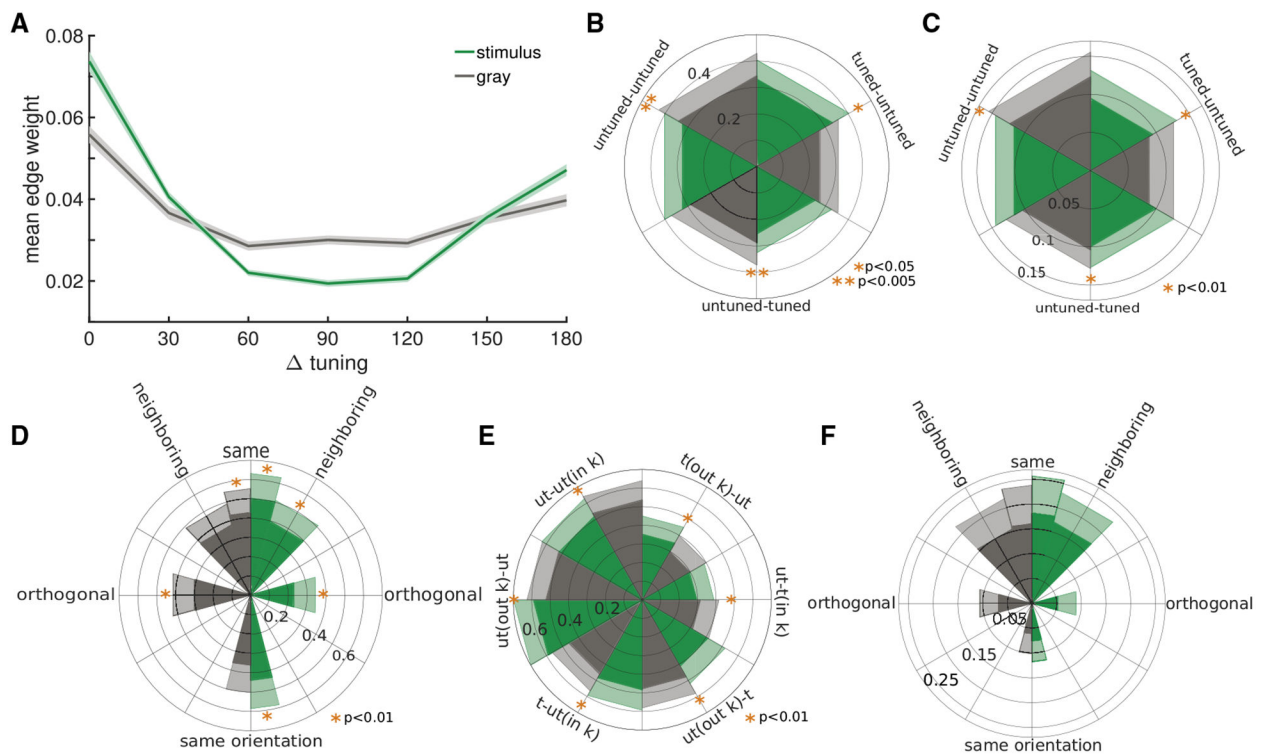 A
0.08
0.06
0.04
0.02
mean edge weight
0
30
60
90
120
150
180
Δ tuning
stimulus
gray
B
untuned-untuned
tuned-untuned
0.4
0.2
*
*
*
**
untuned-tuned
*p<0.05
**p<0.005
C
untuned-untuned
tuned-untuned
*
*
0.05
0.1
0.15
*
untuned-tuned
*p<0.01
D
neighboring
same
neighboring
*
*
*
orthogonal
*
*
orthogonal
0.2
0.4
0.6
*
*p<0.01
same orientation
E
ut-ut(in k)
t(out k)-ut
*
*
ut(out k)-ut
ut-t(in k)
*
*
0.2
0.4
0.6
*
*
t-ut(in k)
ut(out k)-t
*p<0.01
F
neighboring
same
neighboring
orthogonal
orthogonal
0.05
0.15
0.25
same orientation